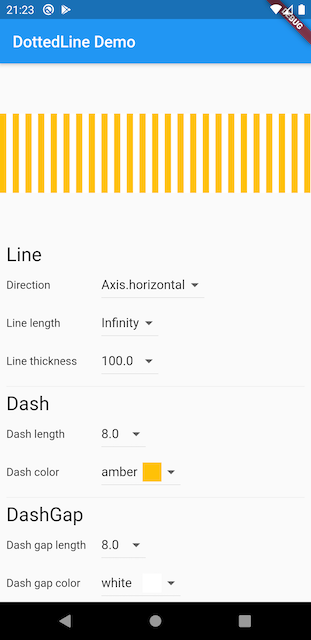 21:23
DEBUG
DottedLine Demo
Line
Direction Axis.horizontal
Line length Infinity
Line thickness 100.0
Dash
Dash length 8.0
Dash color amber
DashGap
Dash gap length 8.0
Dash gap color white